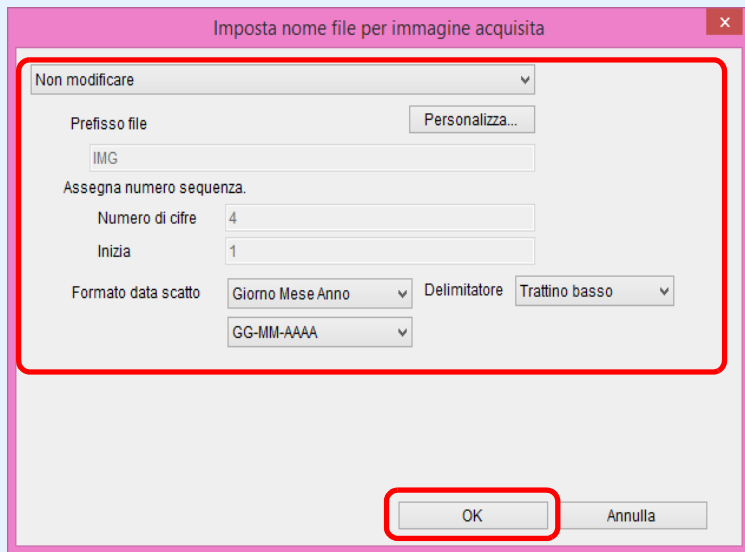 Imposta nome file per immagine acquisita
x
Non modificare
Prefisso file
Personalizza...
IMG
Assegna numero sequenza.
Numero di cifre 4
Inizia 1
Formato data scatto Giorno Mese Anno Delimitatore Trattino basso
GG-MM-AAAA
OK Annulla